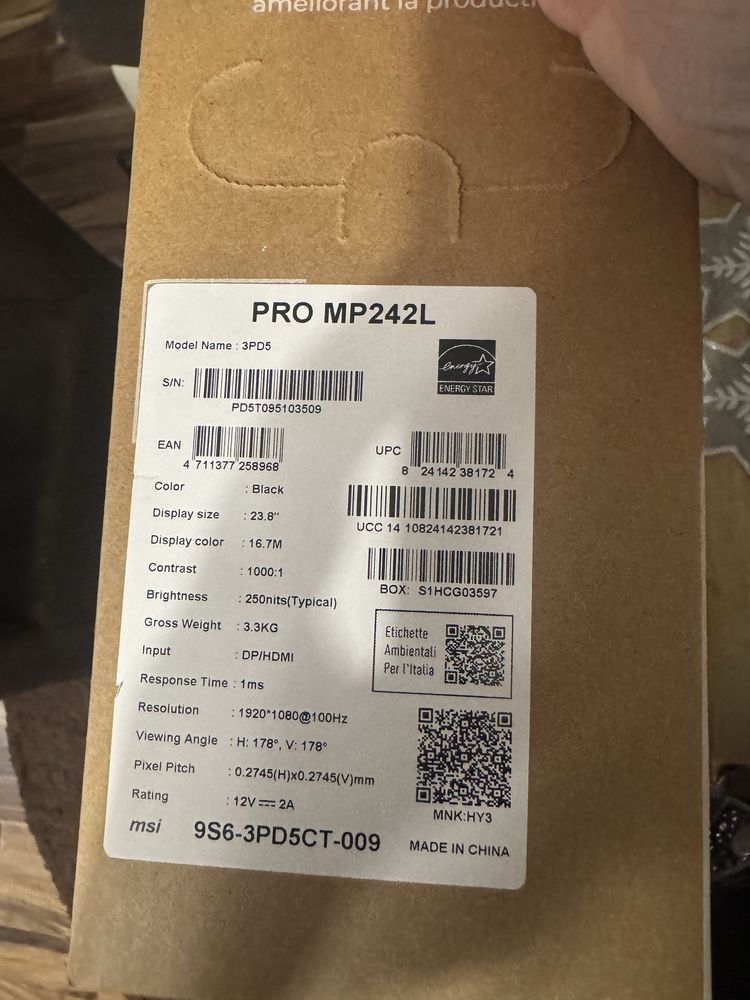 améliorant la producti
PRO MP242L
Model Name : 3PD5
energy
ENERGY STAR
S/N:
PD5T095103509
EAN
4 711377 258968
UPC
8 24142 38172 4
Color : Black
UCC 14 10824142381721
Display size : 23.8"
Display color : 16.7M
Contrast : 1000:1
BOX: S1HCG03597
Brightness : 250nits(Typical)
Gross Weight : 3.3KG
Etichette
Ambientali
Per l'Italia
Input : DP/HDMI
Response Time : 1ms
Resolution : 1920*1080@100Hz
Viewing Angle : H: 178°, V: 178°
Pixel Pitch : 0.2745(H)x0.2745(V)mm
Rating : 12V 2A
MNK:HY3
msi 9S6-3PD5CT-009 MADE IN CHINA